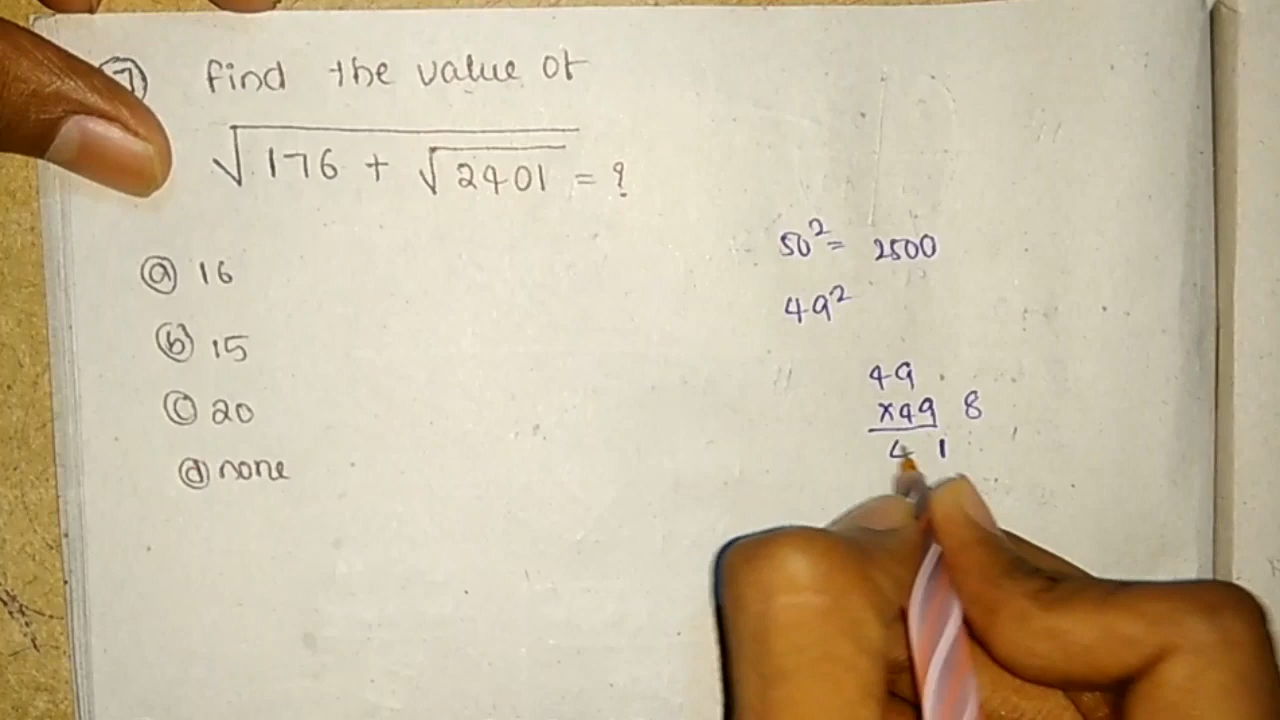 7 find the value of
√176 + √2401 = ?
a 16
b 15
c 20
d none
50² = 2500
49²
49
×49 8
4 1